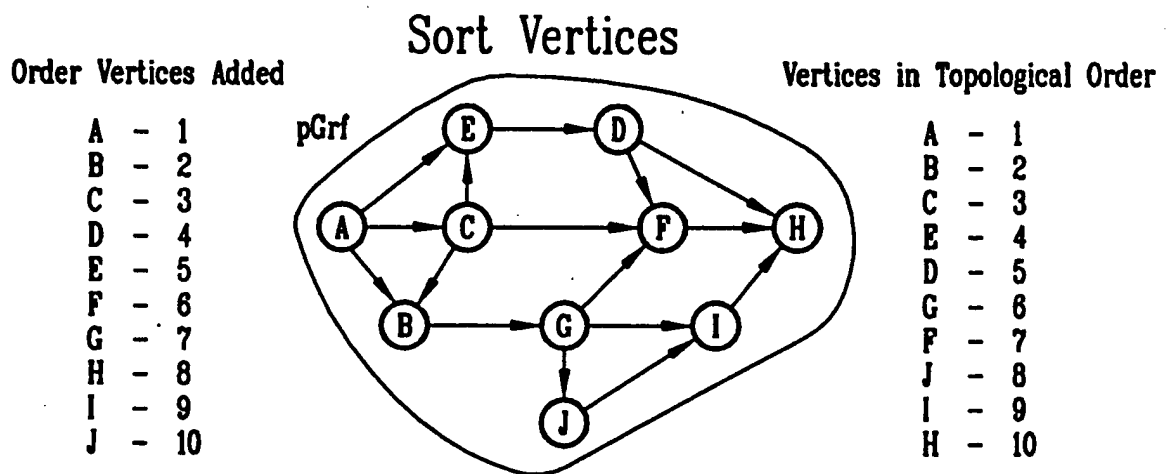 Sort Vertices
Order Vertices Added
A - 1
B - 2
C - 3
D - 4
E - 5
F - 6
G - 7
H - 8
I - 9
J - 10
pGrf
E
D
A
C
F
H
B
G
I
J
Vertices in Topological Order
A - 1
B - 2
C - 3
E - 4
D - 5
G - 6
F - 7
J - 8
I - 9
H - 10